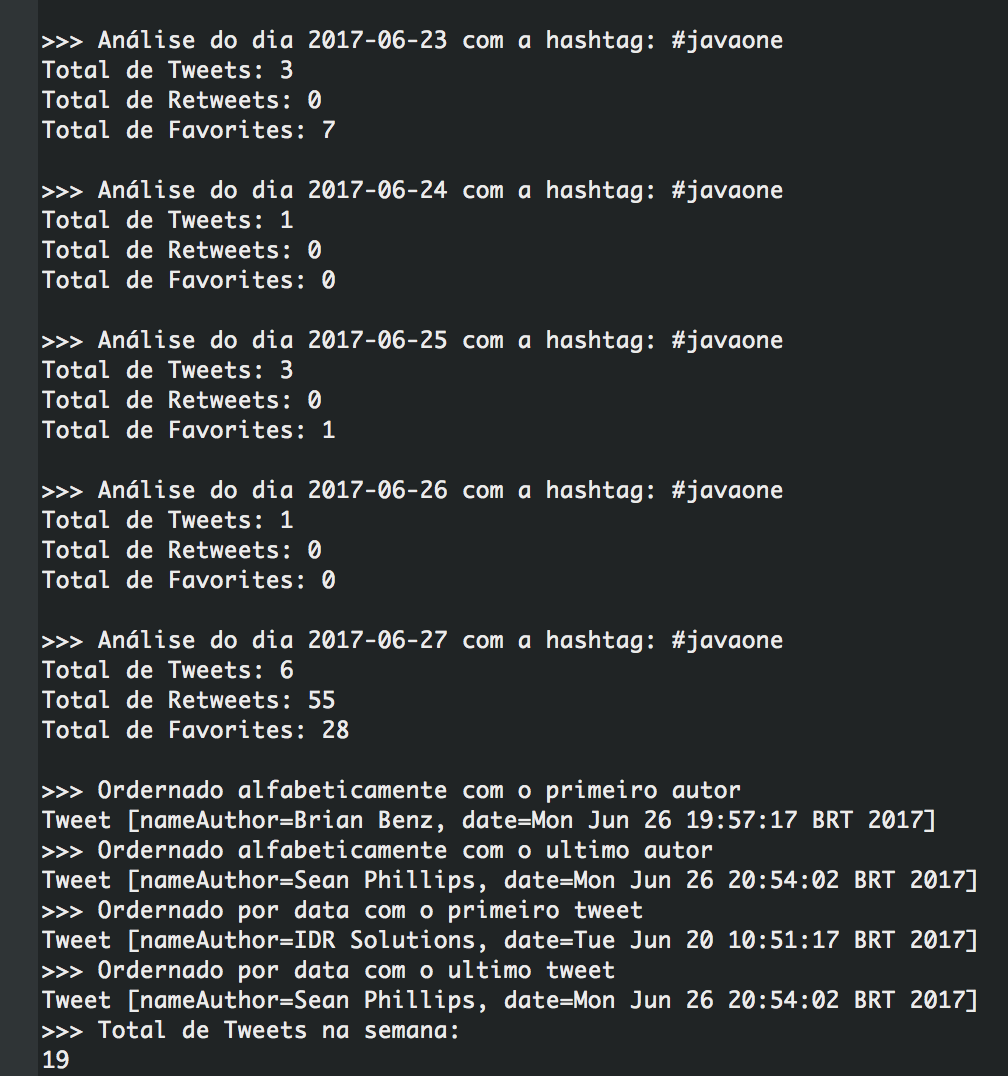 >>> Análise do dia 2017-06-23 com a hashtag: #javaone
Total de Tweets: 3
Total de Retweets: 0
Total de Favorites: 7
>>> Análise do dia 2017-06-24 com a hashtag: #javaone
Total de Tweets: 1
Total de Retweets: 0
Total de Favorites: 0
>>> Análise do dia 2017-06-25 com a hashtag: #javaone
Total de Tweets: 3
Total de Retweets: 0
Total de Favorites: 1
>>> Análise do dia 2017-06-26 com a hashtag: #javaone
Total de Tweets: 1
Total de Retweets: 0
Total de Favorites: 0
>>> Análise do dia 2017-06-27 com a hashtag: #javaone
Total de Tweets: 6
Total de Retweets: 55
Total de Favorites: 28
>>> Ordernado alfabeticamente com o primeiro autor
Tweet [nameAuthor=Brian Benz, date=Mon Jun 26 19:57:17 BRT 2017]
>>> Ordernado alfabeticamente com o ultimo autor
Tweet [nameAuthor=Sean Phillips, date=Mon Jun 26 20:54:02 BRT 2017]
>>> Ordernado por data com o primeiro tweet
Tweet [nameAuthor=IDR Solutions, date=Tue Jun 20 10:51:17 BRT 2017]
>>> Ordernado por data com o ultimo tweet
Tweet [nameAuthor=Sean Phillips, date=Mon Jun 26 20:54:02 BRT 2017]
>>> Total de Tweets na semana:
19